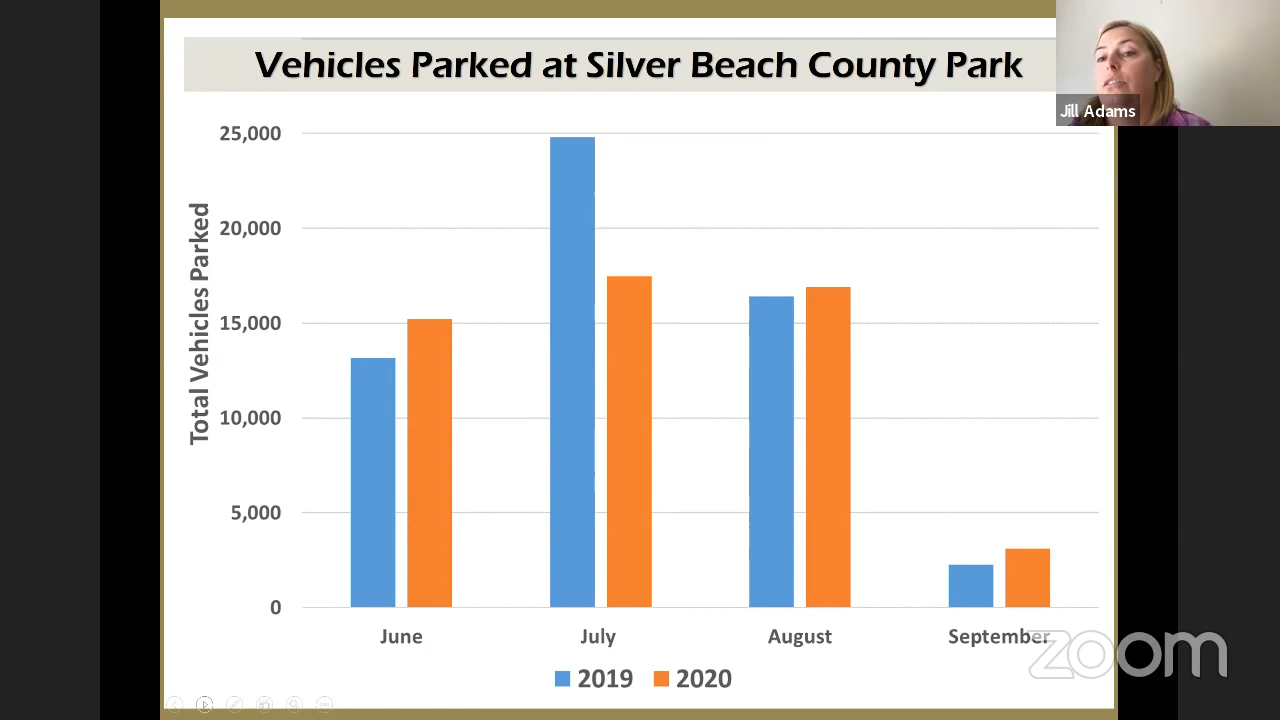 Vehicles Parked at Silver Beach County Park
Jill Adams
Total Vehicles Parked
25,000
20,000
15,000
10,000
5,000
0
June July August September
2019 2020
zoom